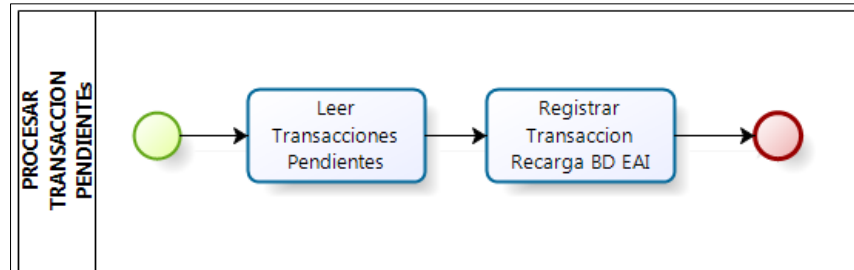 PROCESAR
TRANSACCION
PENDIENTEs
Leer
Transacciones
Pendientes
Registrar
Transaccion
Recarga BD EAI